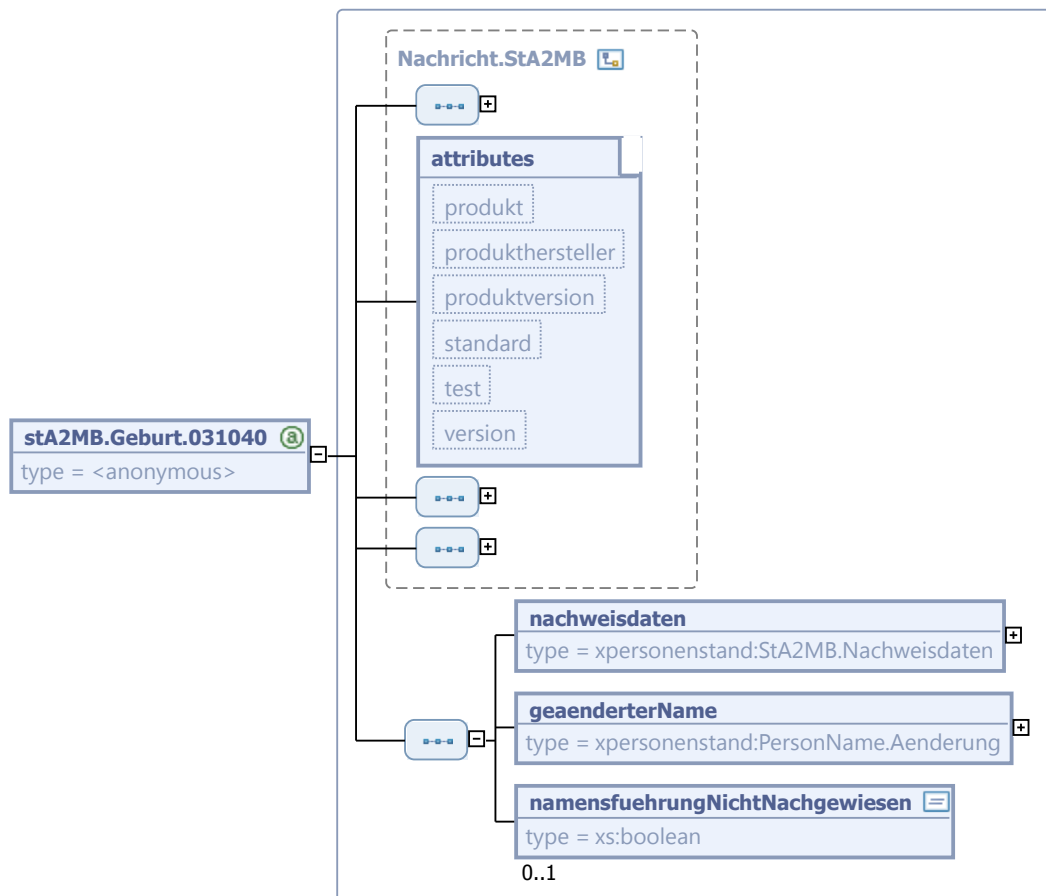 Nachricht.StA2MB
attributes
produkt
produkthersteller
produktversion
standard
test
version
stA2MB.Geburt.031040
type = <anonymous>
nachweisdaten
type = xpersonenstand:StA2MB.Nachweisdaten
geaenderterName
type = xpersonenstand:PersonName.Aenderung
namensfuehrungNichtNachgewiesen
type = xs:boolean
0..1